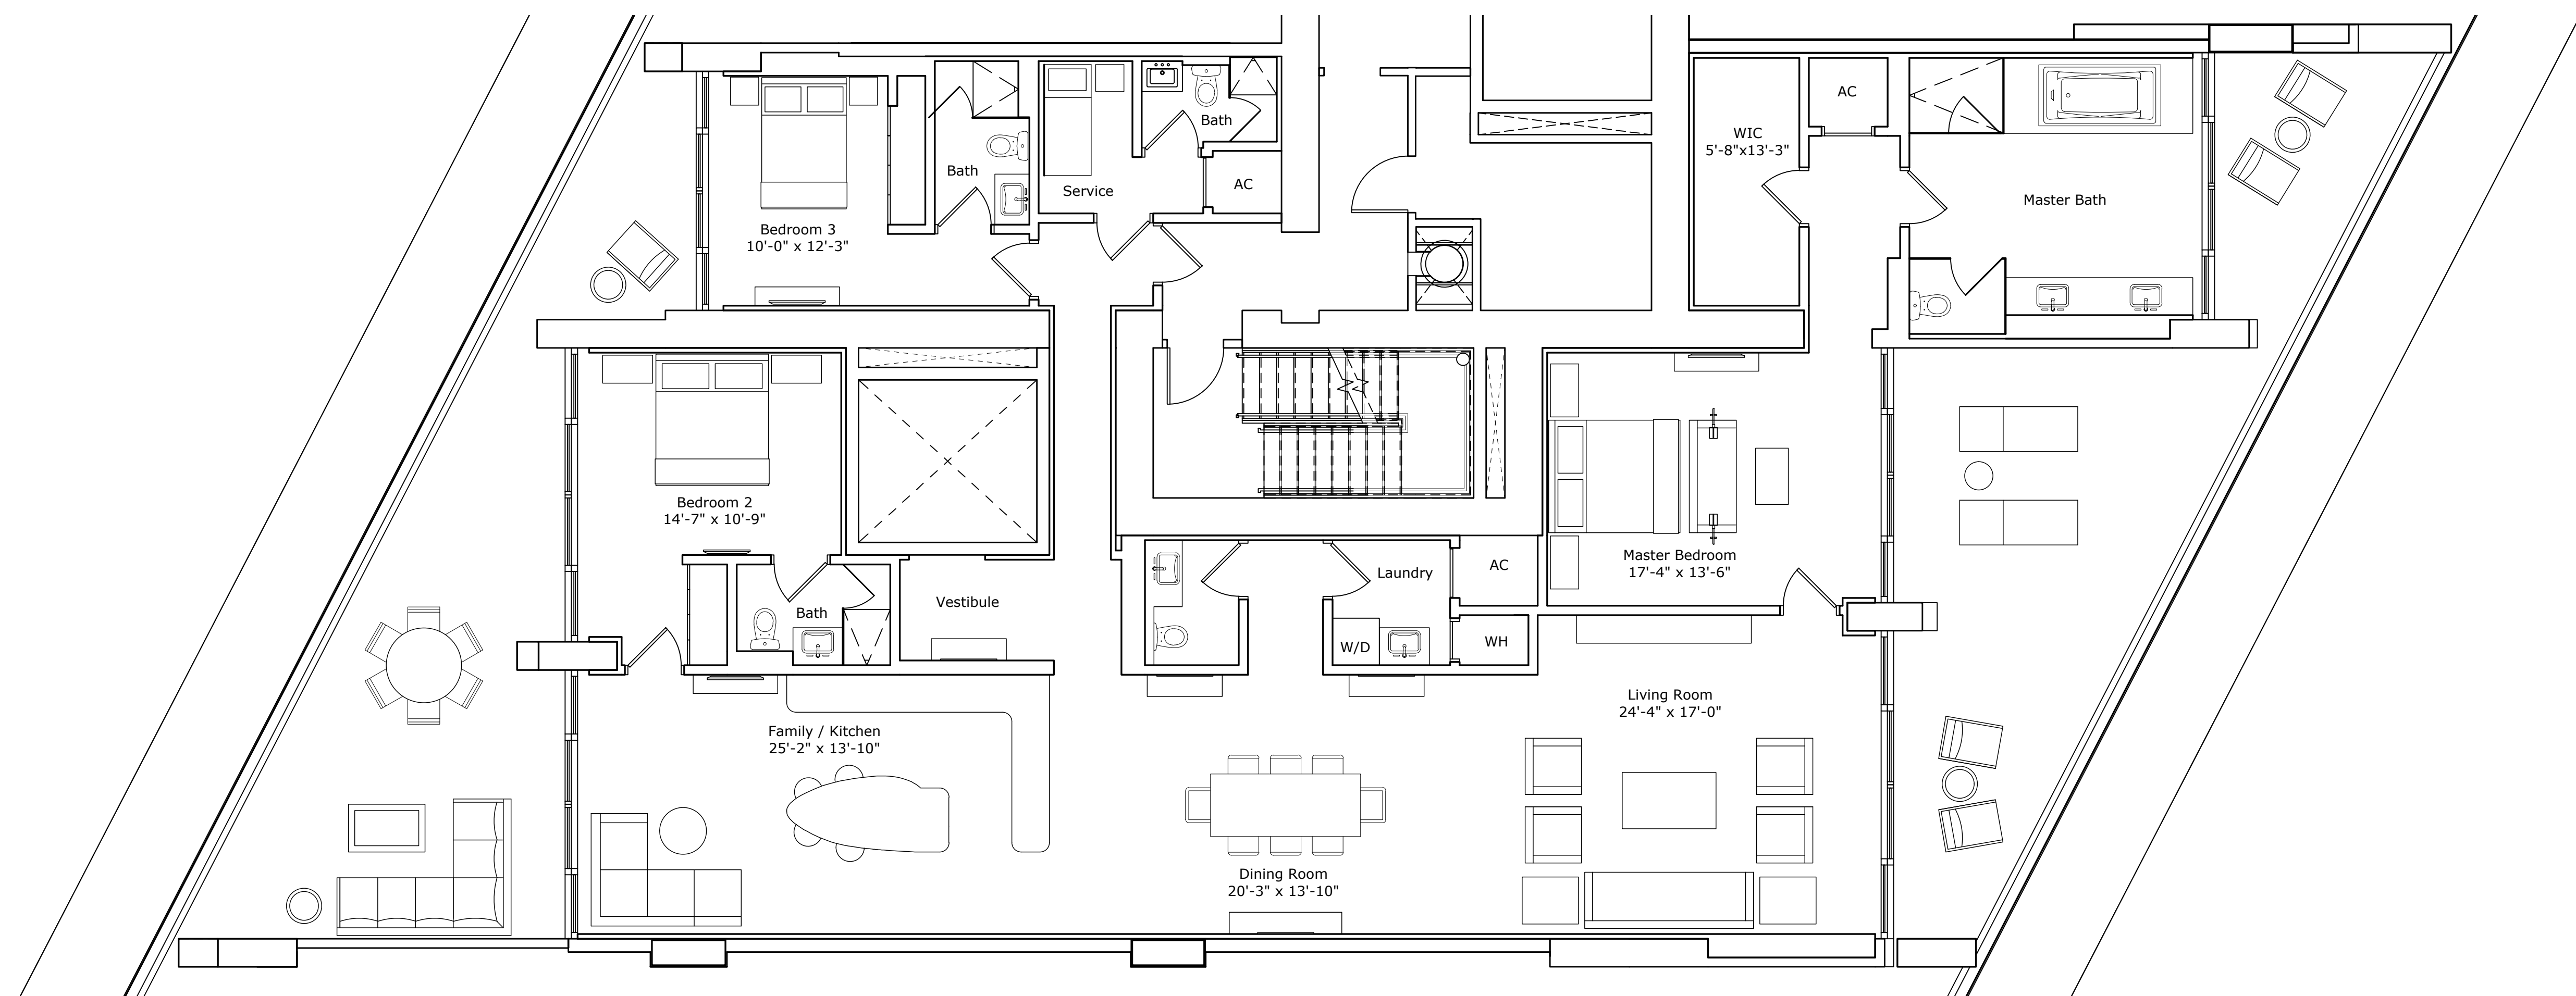 Bath
AC
WIC
5'-8"x13'-3"
Bath
Service
AC
Master Bath
Bedroom 3
10'-0" x 12'-3"
Bedroom 2
14'-7" x 10'-9"
Master Bedroom
17'-4" x 13'-6"
AC
Laundry
Vestibule
Bath
W/D
WH
Living Room
24'-4" x 17'-0"
Family / Kitchen
25'-2" x 13'-10"
Dining Room
20'-3" x 13'-10"